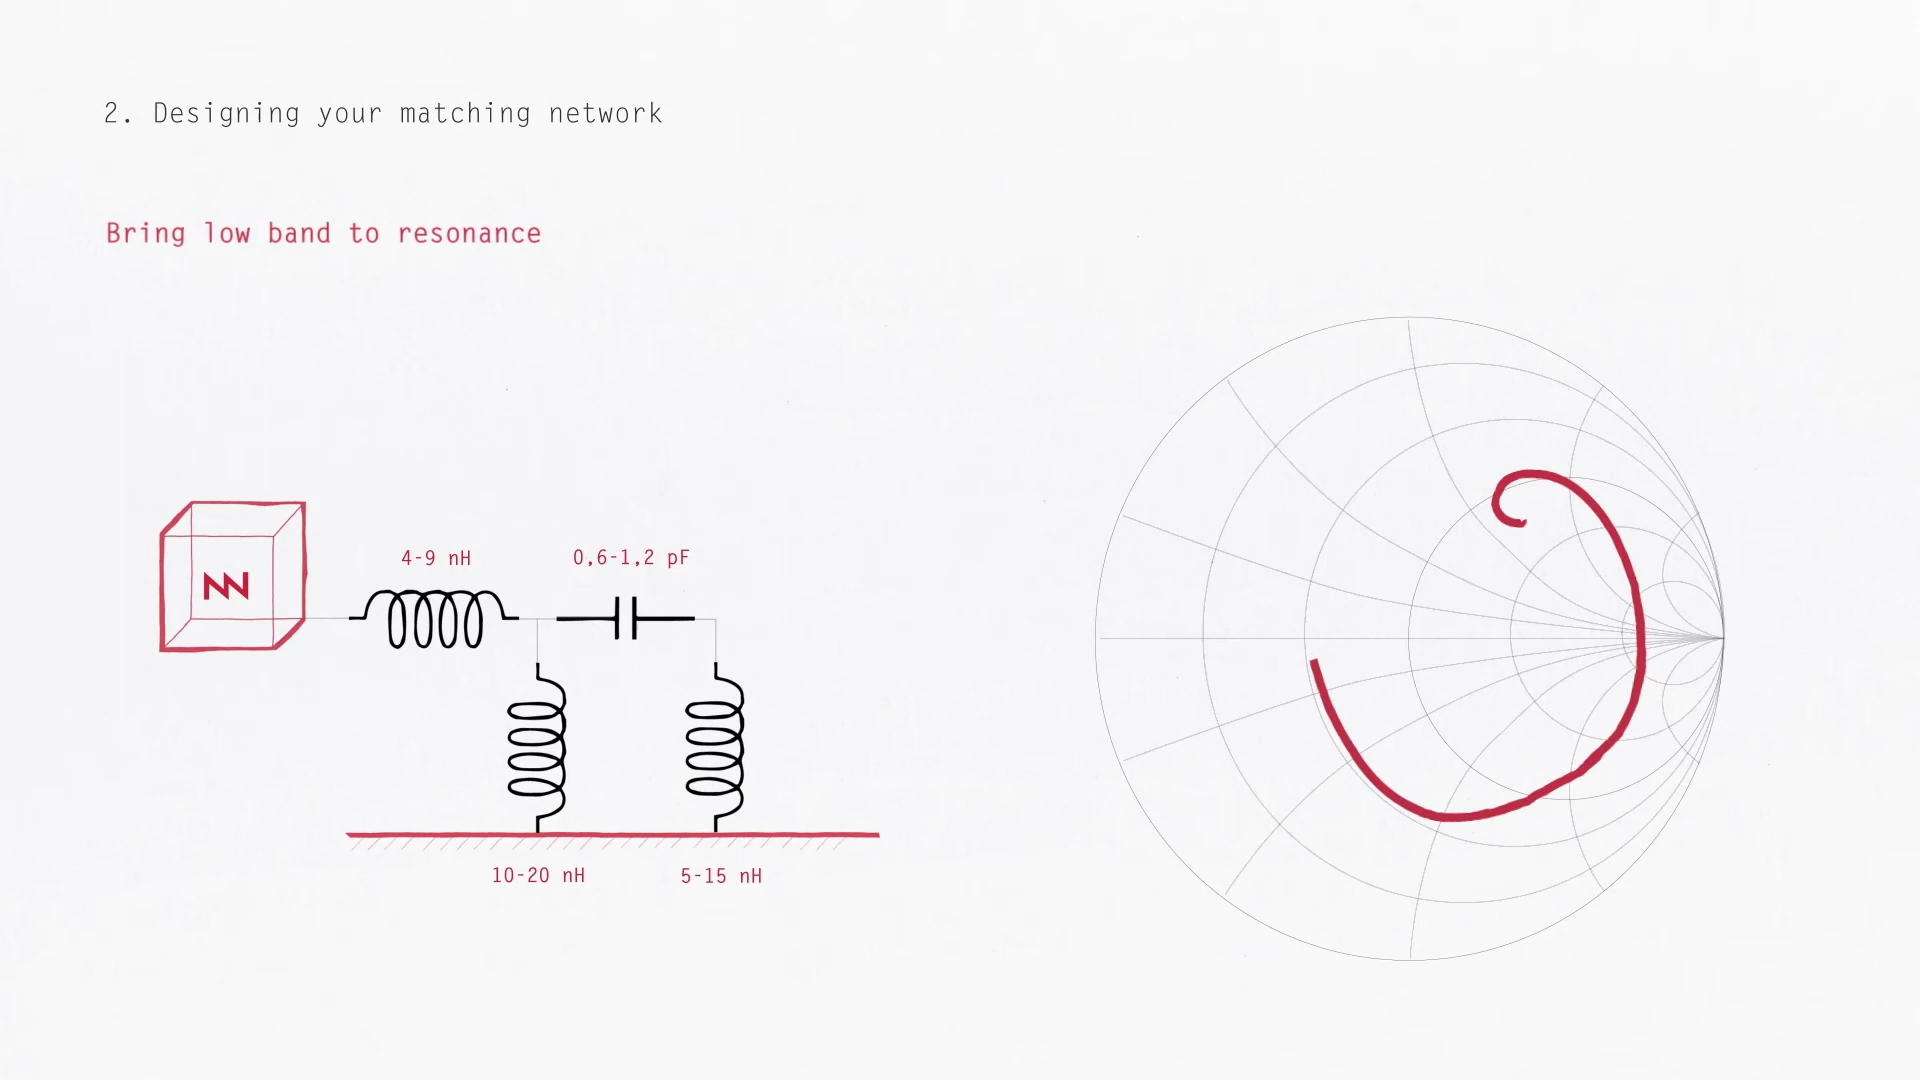 2. Designing your matching network
Bring low band to resonance
4-9 nH
0,6-1,2 pF
10-20 nH
5-15 nH